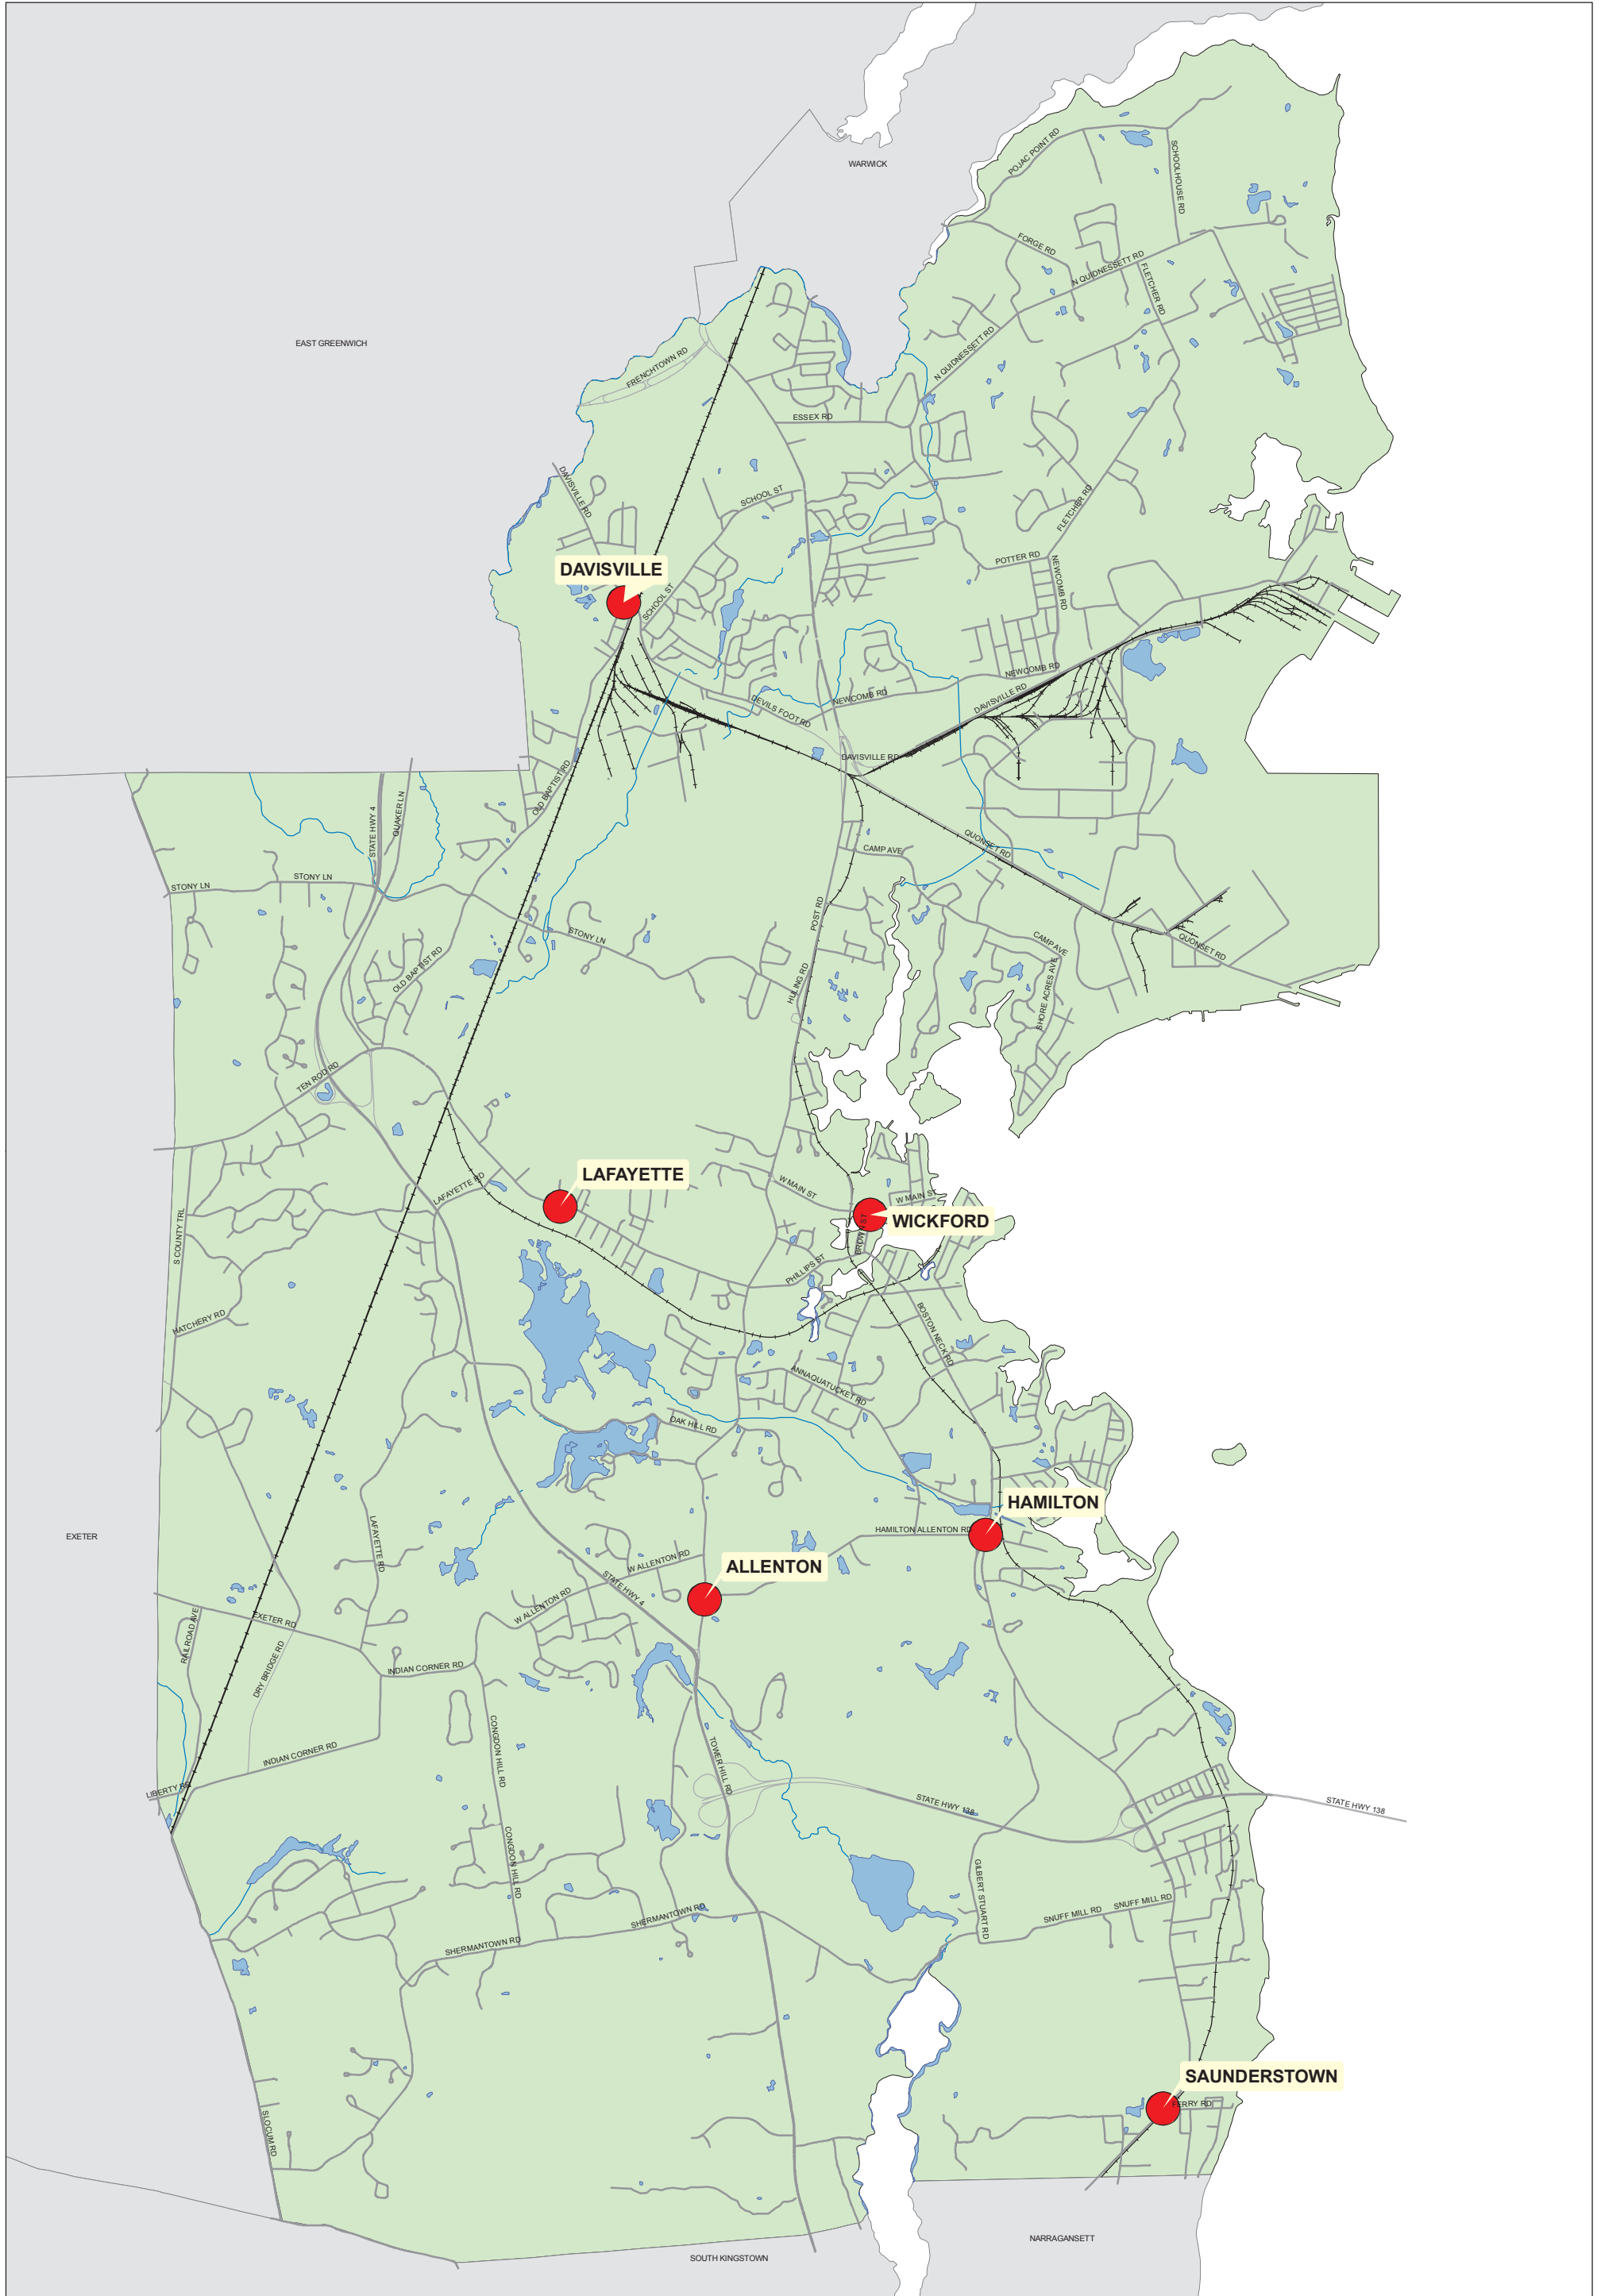 WARWICK
POJAC POINT RD
SCHOOLHOUSE RD
FORGE RD
N QUIDNESSETT RD
FLETCHER RD
EAST GREENWICH
N QUIDNESSETT RD
FRENCHTOWN RD
ESSEX RD
DAVISVILLE RD
SCHOOL ST
FLETCHER RD
POTTER RD
DAVISVILLE
NEWCOMB RD
SCHOOL ST
NEWCOMB RD
NEWCOMB RD
DAVISVILLE RD
DEVILS FOOT RD
DAVISVILLE RD
OLD BAPTIST RD
STATE HWY 4
QUAKER LN
QUONSET RD
CAMP AVE
STONY LN
STONY LN
POST RD
STONY LN
CAMP AVE
QUONSET RD
OLD BAPTIST RD
HULING RD
SHORE ACRES AVE
TEN ROD RD
LAFAYETTE
LAFAYETTE RD
W MAIN ST
W MAIN ST
WICKFORD
BROWN ST
S COUNTY TRL
PHILLIPS ST
HATCHERY RD
BOSTON NECK RD
ANNAQUATUCKET RD
OAK HILL RD
HAMILTON
EXETER
LAFAYETTE RD
HAMILTON ALLENTON RD
W ALLENTON RD
ALLENTON
STATE HWY 4
W ALLENTON RD
EXETER RD
RAILROAD AVE
DRY BRIDGE RD
INDIAN CORNER RD
CONGDON HILL RD
TOWER HILL RD
INDIAN CORNER RD
LIBERTY RD
STATE HWY 138
STATE HWY 138
CONGDON HILL RD
GILBERT STUART RD
SNUFF MILL RD
SNUFF MILL RD
SHERMANTOWN RD
SHERMANTOWN RD
SAUNDERSTOWN
FERRY RD
SLOCUM RD
NARRAGANSETT
SOUTH KINGSTOWN